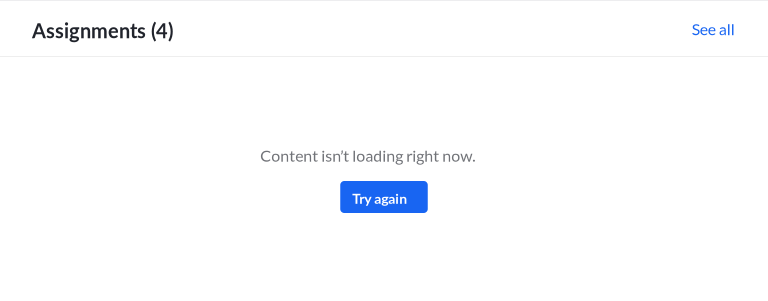 Assignments (4)
See all
Content isn’t loading right now.
Try again